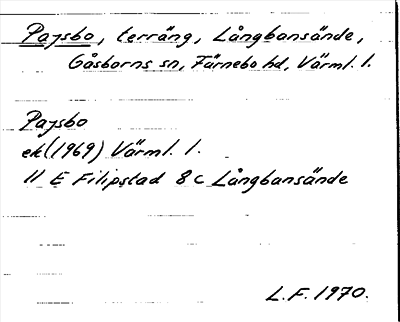 Pajsbo, terräng, Långbansände,
Gåsborns sn, Färnebo hd, Värml. l.
Pajsbo
ek (1969) Värml. l.
11 E Filipstad 8 c Långbansände
L.F. 1970.